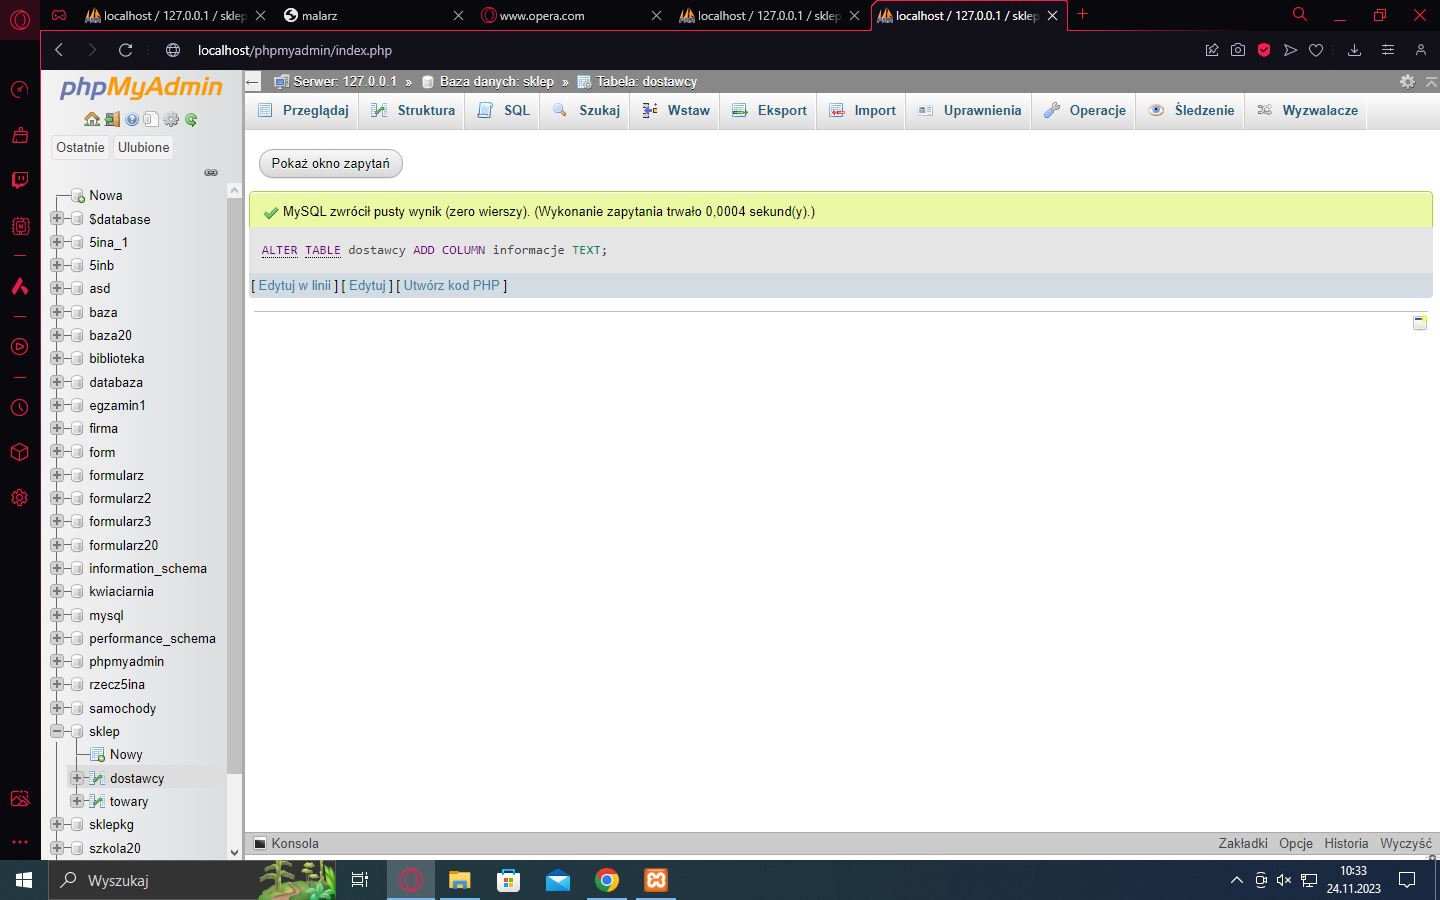 localhost / 127.0.0.1 / sklep
malarz
www.opera.com
localhost / 127.0.0.1 / sklep
localhost / 127.0.0.1 / sklep
localhost/phpmyadmin/index.php
phpMyAdmin
Ostatnie Ulubione
Nowa
$database
5ina_1
5inb
asd
baza
baza20
biblioteka
databaza
egzamin1
firma
form
formularz
formularz2
formularz3
formularz20
information_schema
kwiaciarnia
mysql
performance_schema
phpmyadmin
rzecz5ina
samochody
sklep
Nowy
dostawcy
towary
sklepkg
szkola20
Serwer: 127.0.0.1 » Baza danych: sklep » Tabela: dostawcy
Przeglądaj Struktura SQL Szukaj Wstaw Eksport Import Uprawnienia Operacje Śledzenie Wyzwalacze
Pokaż okno zapytań
MySQL zwrócił pusty wynik (zero wierszy). (Wykonanie zapytania trwało 0,0004 sekund(y).)
ALTER TABLE dostawcy ADD COLUMN informacje TEXT;
[ Edytuj w linii ] [ Edytuj ] [ Utwórz kod PHP ]
Konsola Zakładki Opcje Historia Wyczyść
Wyszukaj
10:33
24.11.2023